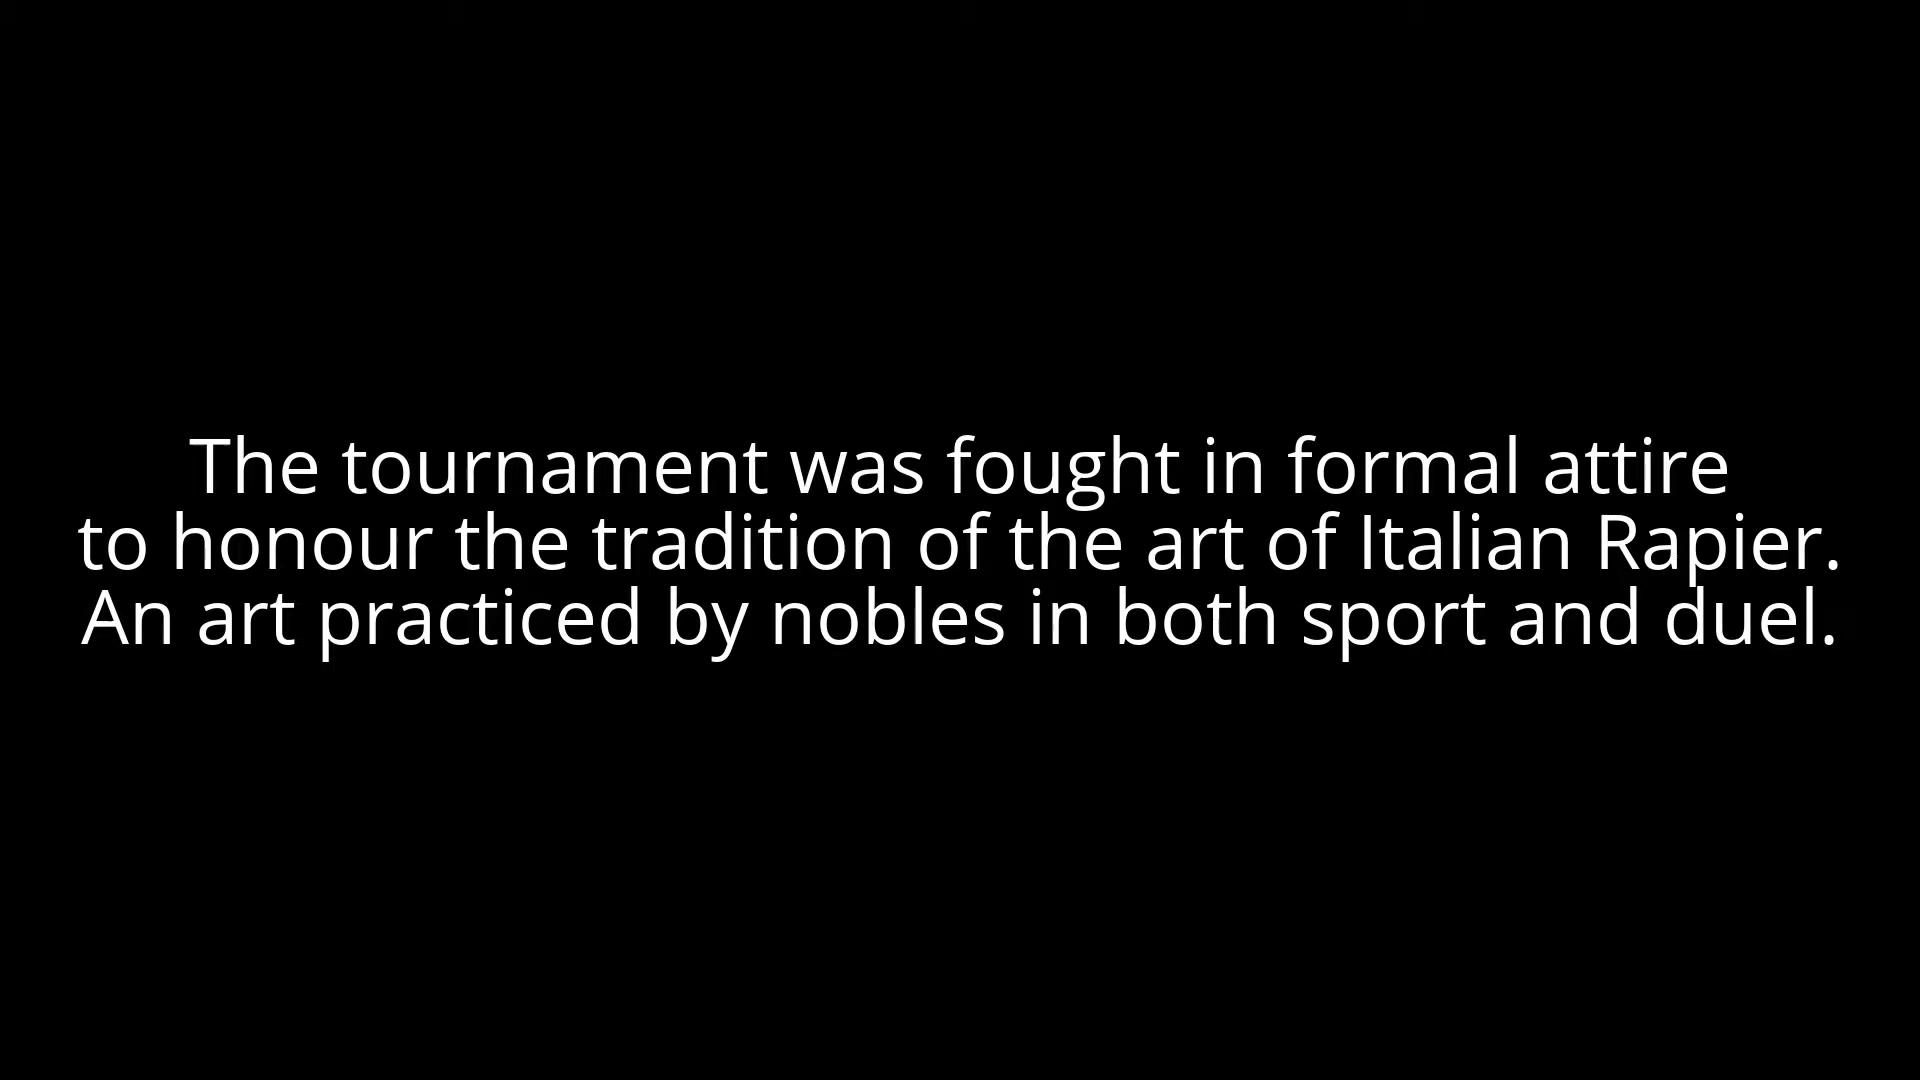 The tournament was fought in formal attire
to honour the tradition of the art of Italian Rapier.
An art practiced by nobles in both sport and duel.